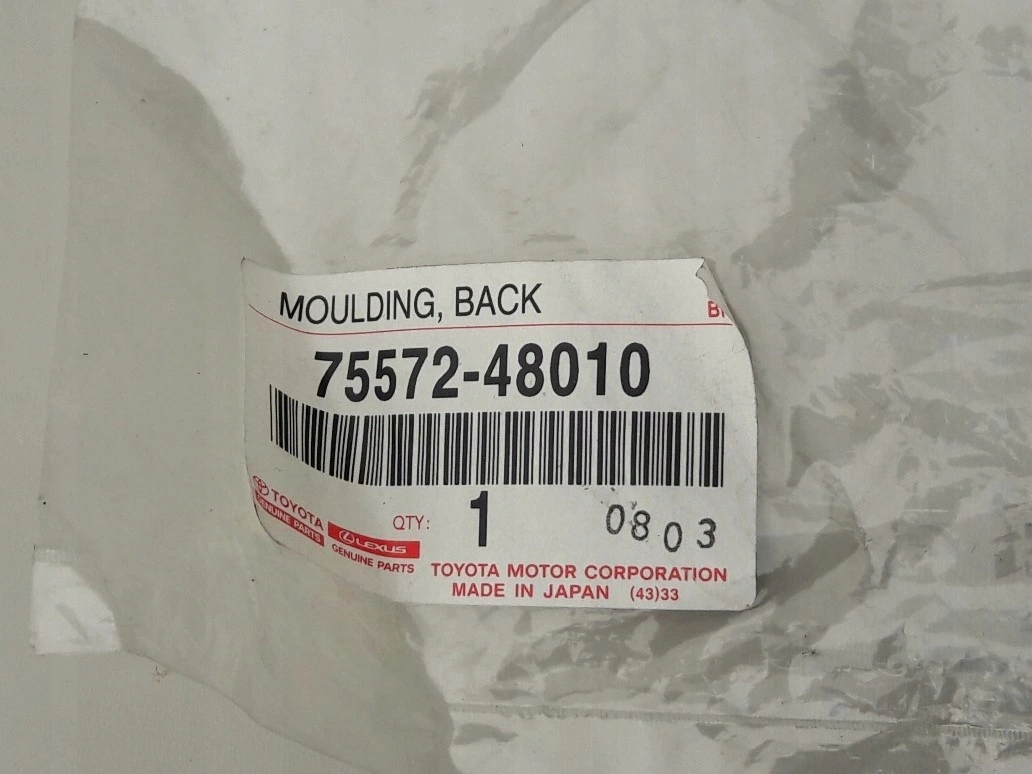 MOULDING, BACK
75572-48010
TOYOTA
GENUINE PARTS
LEXUS
GENUINE PARTS
QTY: 1
0803
TOYOTA MOTOR CORPORATION
MADE IN JAPAN (43)33